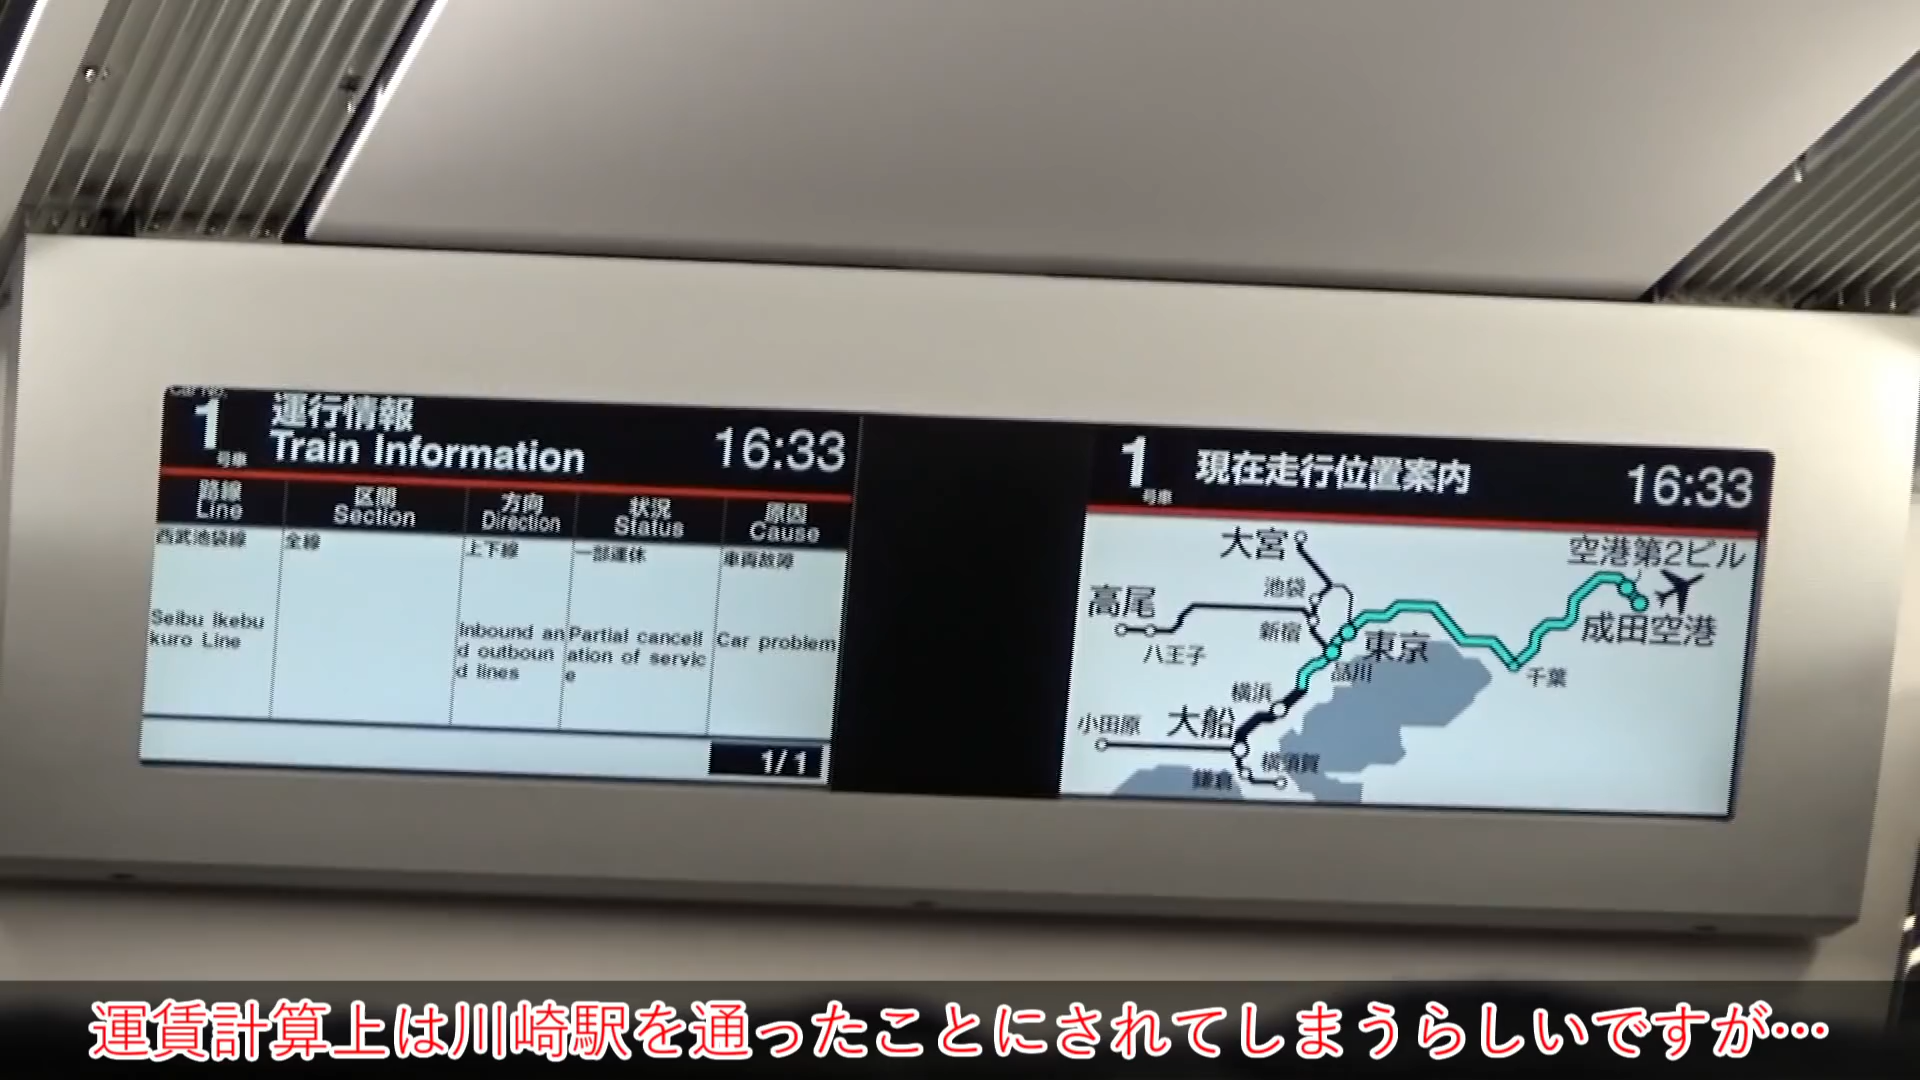 Car No.
1
号車
運行情報
Train Information
16:33
路線
Line
区間
Section
方向
Direction
状況
Status
原因
Cause
西武池袋線
全線
上下線
一部運休
車両故障
Seibu Ikebu
kuro Line
Inbound an
d outboun
d lines
Partial cancell
ation of servic
e
Car problem
1/1
1
号車
現在走行位置案内
16:33
大宮
空港第2ビル
池袋
高尾
新宿
東京
成田空港
八王子
品川
千葉
横浜
小田原
大船
横須賀
鎌倉
運賃計算上は川崎駅を通ったことにされてしまうらしいですが…